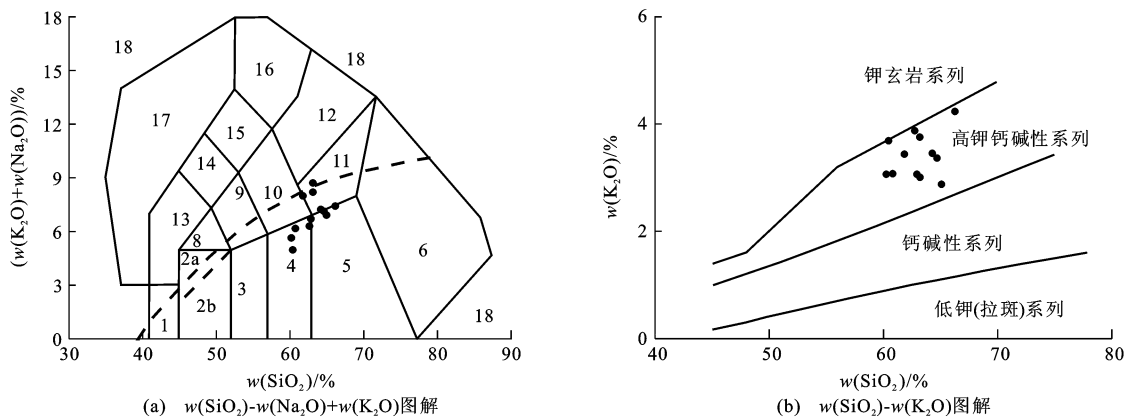 18
15
12
9
6
3
0
(w(K₂O)+w(Na₂O))/%
18
18
16
17
12
15
14
11
9
10
13
8
2a
4
5
6
3
2b
1
18
30 40 50 60 70 80 90
w(SiO₂)/%
(a) w(SiO₂)-w(Na₂O)+w(K₂O)图解
6
4
2
0
w(K₂O)/%
钾玄岩系列
高钾钙碱性系列
钙碱性系列
低钾(拉斑)系列
40 50 60 70 80
w(SiO₂)/%
(b) w(SiO₂)-w(K₂O)图解